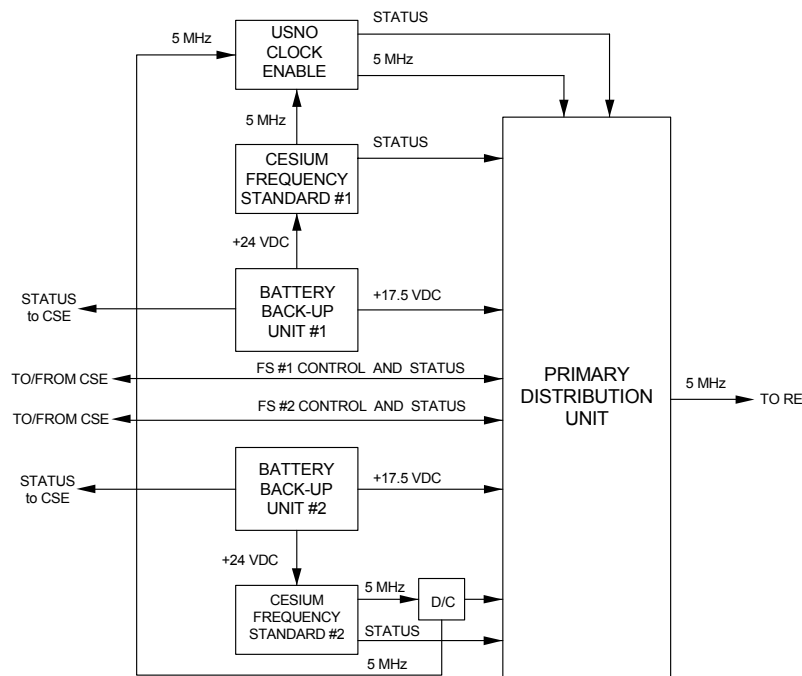 STATUS
5 MHz
USNO
CLOCK
ENABLE
5 MHz
5 MHz
STATUS
CESIUM
FREQUENCY
STANDARD #1
+24 VDC
STATUS
to CSE
BATTERY
BACK-UP
UNIT #1
+17.5 VDC
TO/FROM CSE
FS #1 CONTROL AND STATUS
PRIMARY
DISTRIBUTION
UNIT
5 MHz
TO RE
TO/FROM CSE
FS #2 CONTROL AND STATUS
STATUS
to CSE
BATTERY
BACK-UP
UNIT #2
+17.5 VDC
+24 VDC
CESIUM
FREQUENCY
STANDARD #2
5 MHz
D/C
STATUS
5 MHz